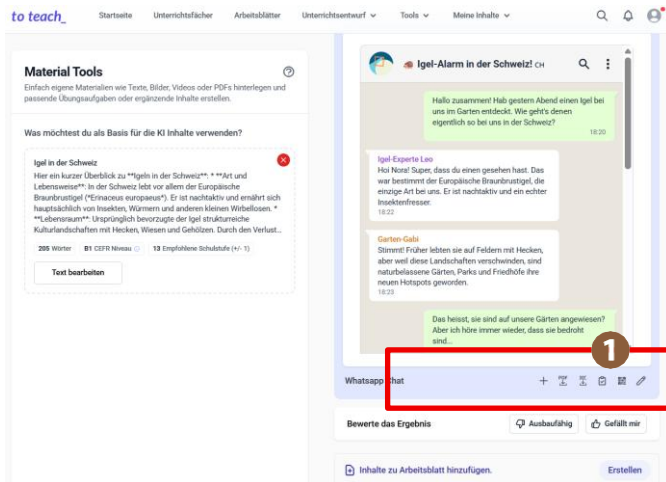 to teach_
Startseite
Unterrichtsfächer
Arbeitsblätter
Unterrichtsentwurf
Tools
Meine Inhalte
Material Tools
Einfach eigene Materialien wie Texte, Bilder, Videos oder PDFs hinterlegen und
passende Übungsaufgaben oder ergänzende Inhalte erstellen.
Was möchtest du als Basis für die KI Inhalte verwenden?
Igel in der Schweiz
Hier ein kurzer Überblick zu **Igeln in der Schweiz**: * **Art und
Lebensweise**: In der Schweiz lebt vor allem der Europäische
Braunbrustigel (*Erinaceus europaeus*). Er ist nachtaktiv und ernährt sich
hauptsächlich von Insekten, Würmern und anderen kleinen Wirbellosen. *
**Lebensraum**: Ursprünglich bevorzugte der Igel strukturreiche
Kulturlandschaften mit Hecken, Wiesen und Gehölzen. Durch den Verlust...
205 Wörter
B1 CEFR Niveau
13 Empfohlene Schulstufe (+/- 1)
Text bearbeiten
Igel-Alarm in der Schweiz! CH
Hallo zusammen! Hab gestern Abend einen Igel bei
uns im Garten entdeckt. Wie geht's denen
eigentlich so bei uns in der Schweiz?
18:20
Igel-Experte Leo
Hoi Nora! Super, dass du einen gesehen hast. Das
war bestimmt der Europäische Braunbrustigel, die
einzige Art bei uns. Er ist nachtaktiv und ein echter
Insektenfresser.
18:22
Garten-Gabi
Stimmt! Früher lebten sie auf Feldern mit Hecken,
aber weil diese Landschaften verschwinden, sind
naturbelassene Gärten, Parks und Friedhöfe ihre
neuen Hotspots geworden.
18:23
Das heisst, sie sind auf unsere Gärten angewiesen?
Aber ich höre immer wieder, dass sie bedroht
sind...
1
Whatsapp Chat
Bewerte das Ergebnis
Ausbaufähig
Gefällt mir
Inhalte zu Arbeitsblatt hinzufügen.
Erstellen